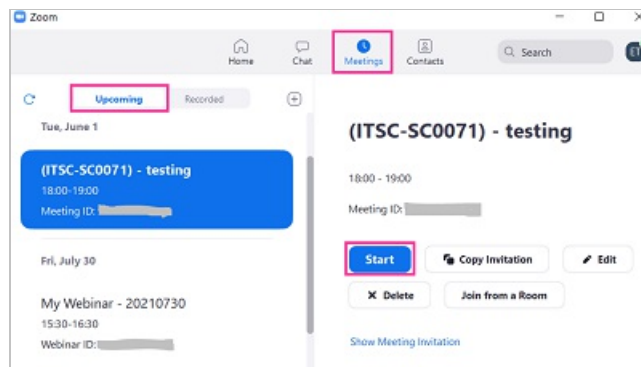 Zoom
Home
Chat
Meetings
Contacts
Search
ET
Upcoming
Recorded
Tue, June 1
(ITSC-SC0071) - testing
18:00-19:00
Meeting ID:
Fri, July 30
My Webinar - 20210730
15:30-16:30
Webinar ID:
(ITSC-SC0071) - testing
18:00 - 19:00
Meeting ID:
Start
Copy Invitation
Edit
Delete
Join from a Room
Show Meeting Invitation